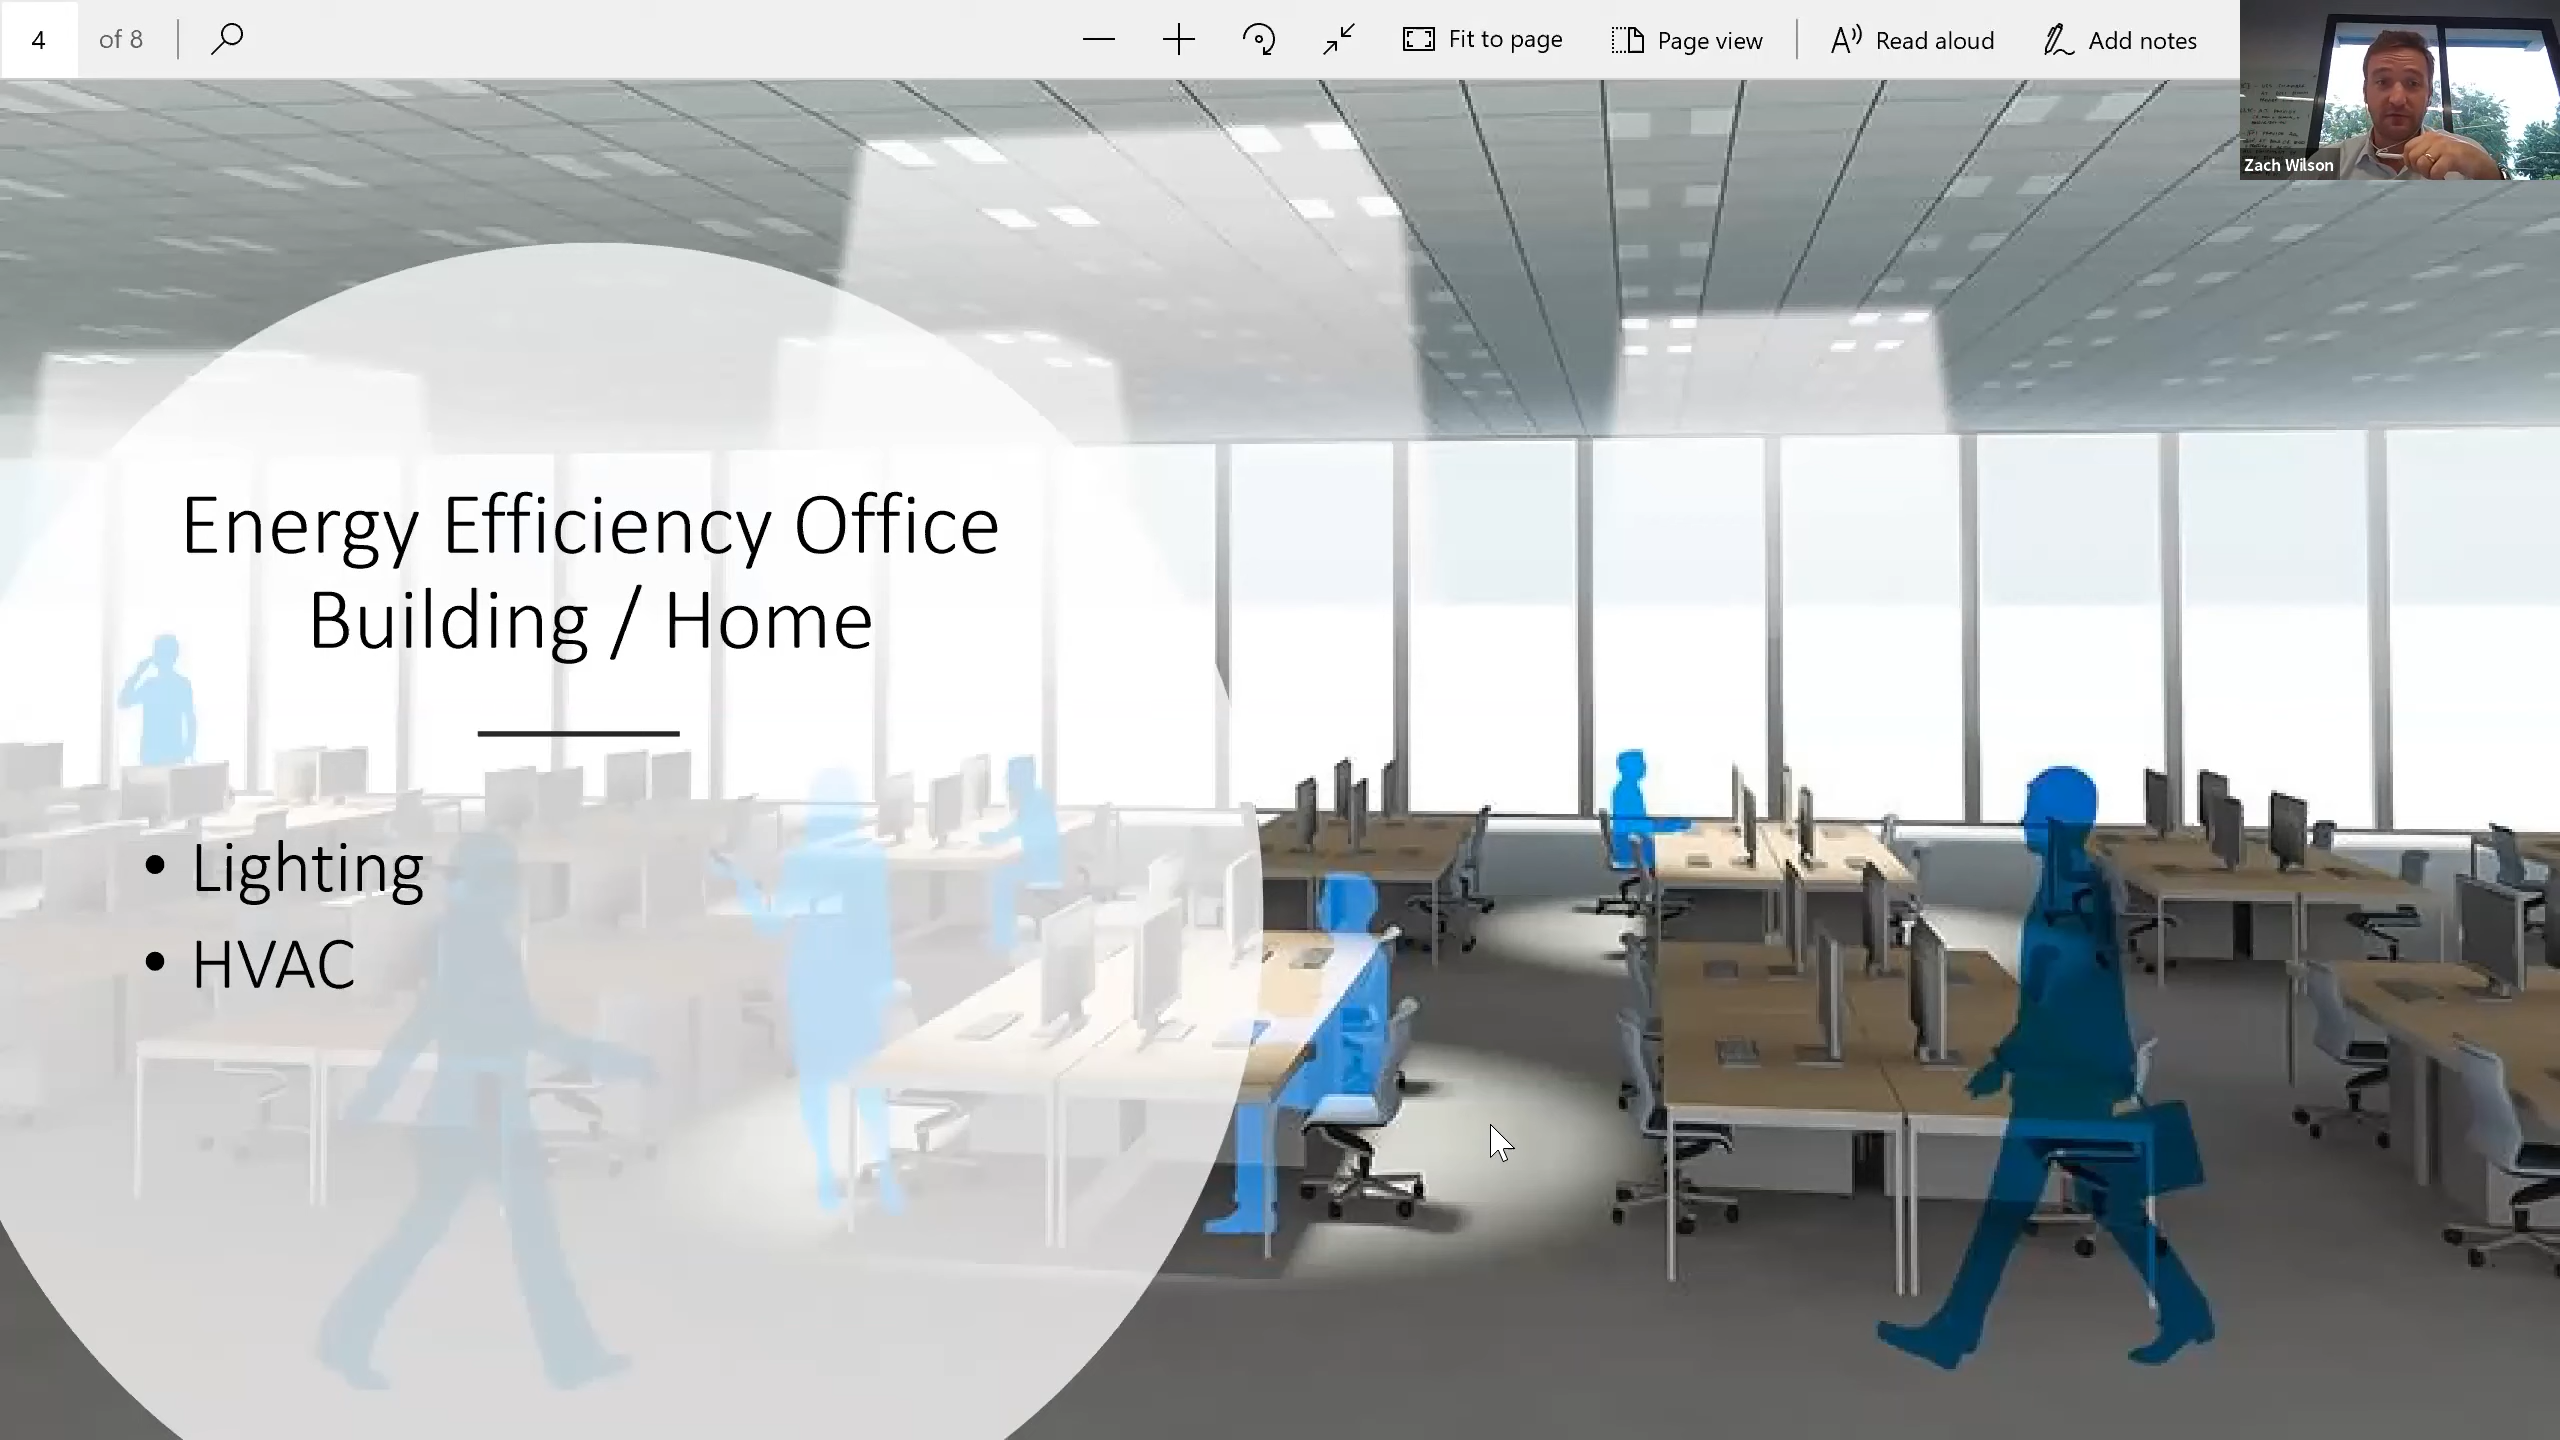 4 of 8 Fit to page Page view Read aloud Add notes
Zach Wilson
Energy Efficiency Office
Building / Home
• Lighting
• HVAC